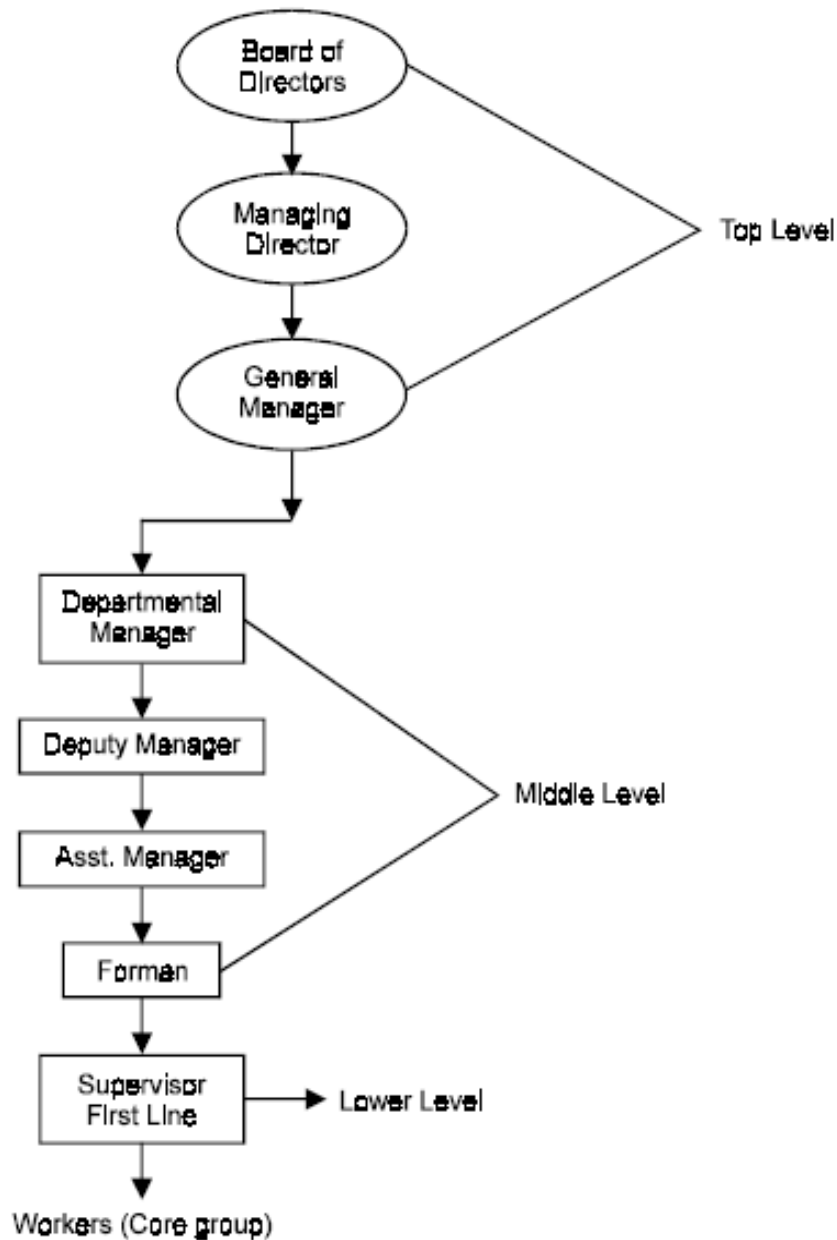 Board of
Directors
Managing
Director
Top Level
General
Manager
Departmental
Manager
Deputy Manager
Middle Level
Asst. Manager
Forman
Supervisor
First Line
Lower Level
Workers (Core group)